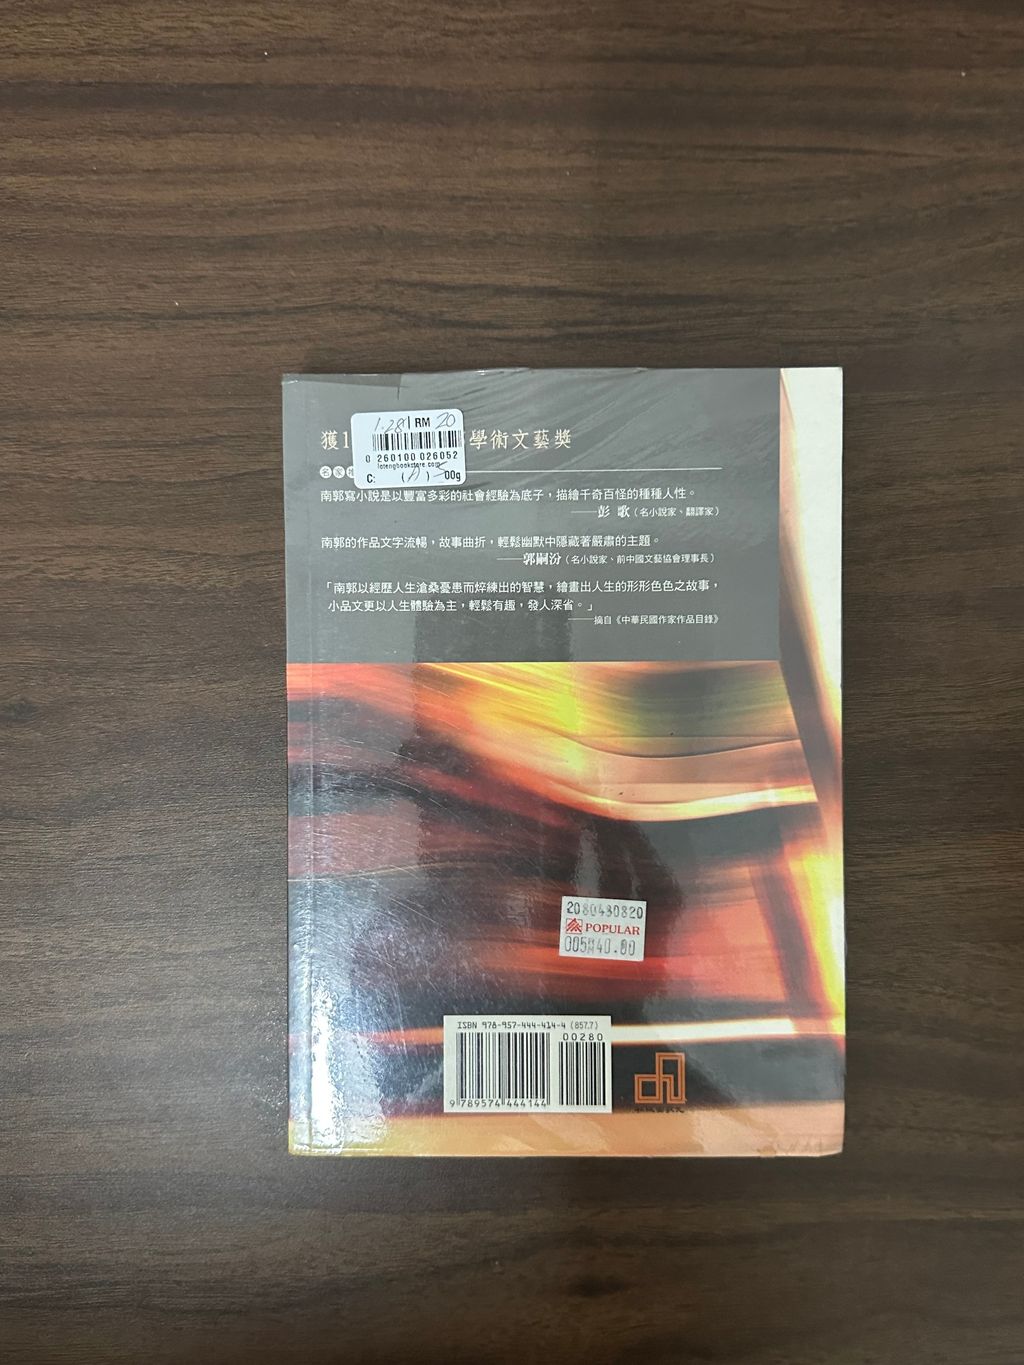 1.28 | RM 20
獲1
學術文藝獎
0 260100 026052
latengbookstore.com
C: (A) 00g
名家推
南郭寫小說是以豐富多彩的社會經驗為底子，描繪千奇百怪的種種人性。
──彭 歌（名小說家、翻譯家）
南郭的作品文字流暢，故事曲折，輕鬆幽默中隱藏著嚴肅的主題。
──郭嗣汾（名小說家、前中國文藝協會理事長）
「南郭以經歷人生滄桑憂患而焠練出的智慧，繪畫出人生的形形色色之故事，
小品文更以人生體驗為主，輕鬆有趣，發人深省。」
──摘自《中華民國作家作品目錄》
2080430820
POPULAR
005M40.00
ISBN 978-957-444-414-4 (857.7)
00280
9 789574 444144